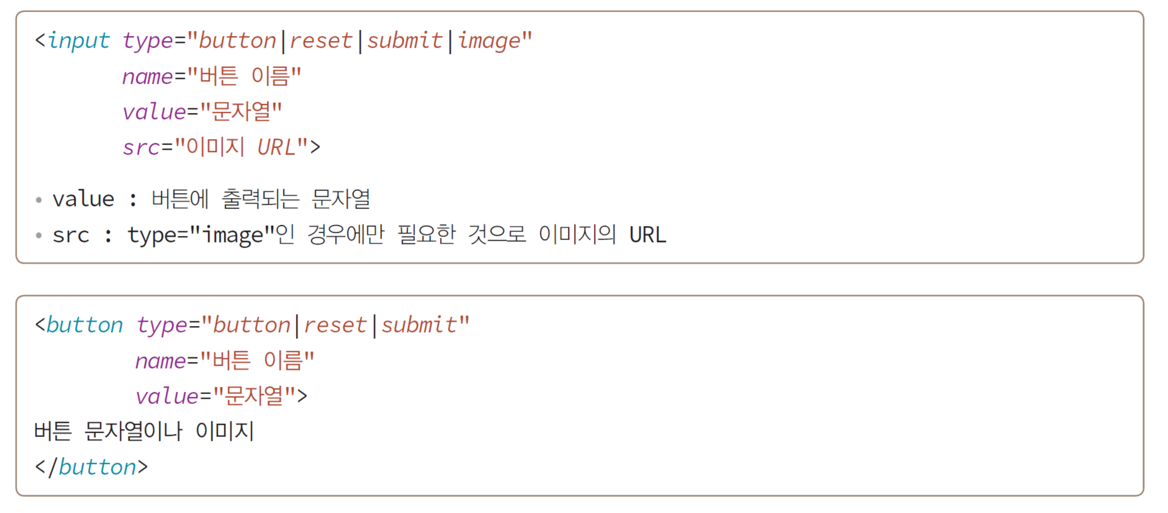 <input type="button|reset|submit|image"
name="버튼 이름"
value="문자열"
src="이미지 URL">
• value : 버튼에 출력되는 문자열
• src : type="image"인 경우에만 필요한 것으로 이미지의 URL
<button type="button|reset|submit"
name="버튼 이름"
value="문자열">
버튼 문자열이나 이미지
</button>